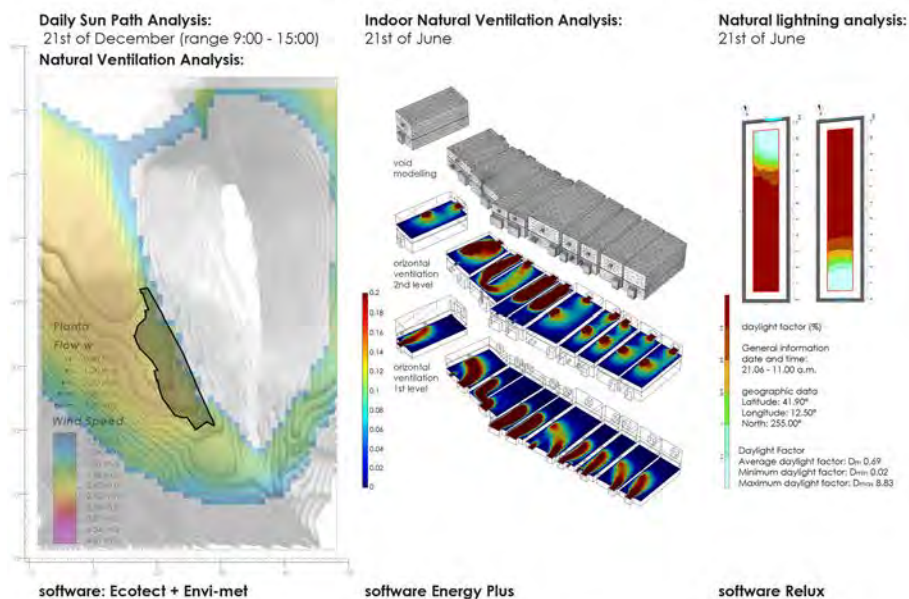 Daily Sun Path Analysis:
21st of December (range 9:00 - 15:00)
Natural Ventilation Analysis:
Planta
Flow w
Wind Speed
software: Ecotect + Envi-met
Indoor Natural Ventilation Analysis:
21st of June
void
modelling
orizontal
ventilation
2nd level
orizontal
ventilation
1st level
0.2
0.18
0.16
0.14
0.12
0.1
0.08
0.06
0.04
0.02
0
software Energy Plus
Natural lightning analysis:
21st of June
daylight factor (%)
General information
date and time:
21.06 - 11.00 a.m.
geographic data
Latitude: 41.90°
Longitude: 12.50°
North: 255.00°
Daylight Factor
Average daylight factor: Dm 0.69
Minimum daylight factor: Dmin 0.02
Maximum daylight factor: Dmax 8.83
software Relux